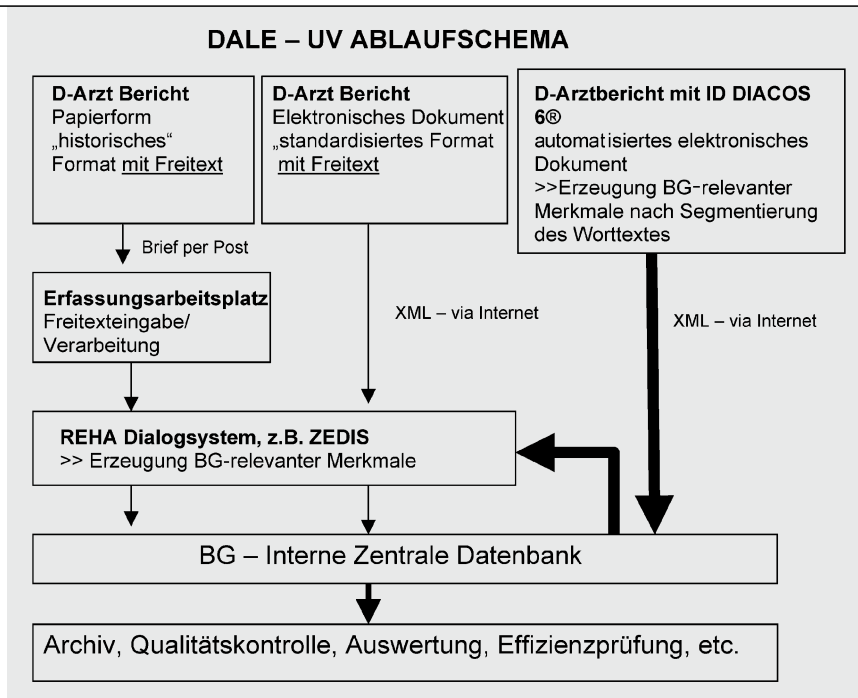 DALE – UV ABLAUFSCHEMA
D-Arzt Bericht
Papierform
„historisches“
Format mit Freitext
D-Arzt Bericht
Elektronisches Dokument
„standardisiertes Format
mit Freitext
D-Arztbericht mit ID DIACOS
6®
automatisiertes elektronisches
Dokument
>>Erzeugung BG-relevanter
Merkmale nach Segmentierung
des Worttextes
Brief per Post
Erfassungsarbeitsplatz
Freitexteingabe/
Verarbeitung
XML – via Internet
XML – via Internet
REHA Dialogsystem, z.B. ZEDIS
>> Erzeugung BG-relevanter Merkmale
BG – Interne Zentrale Datenbank
Archiv, Qualitätskontrolle, Auswertung, Effizienzprüfung, etc.